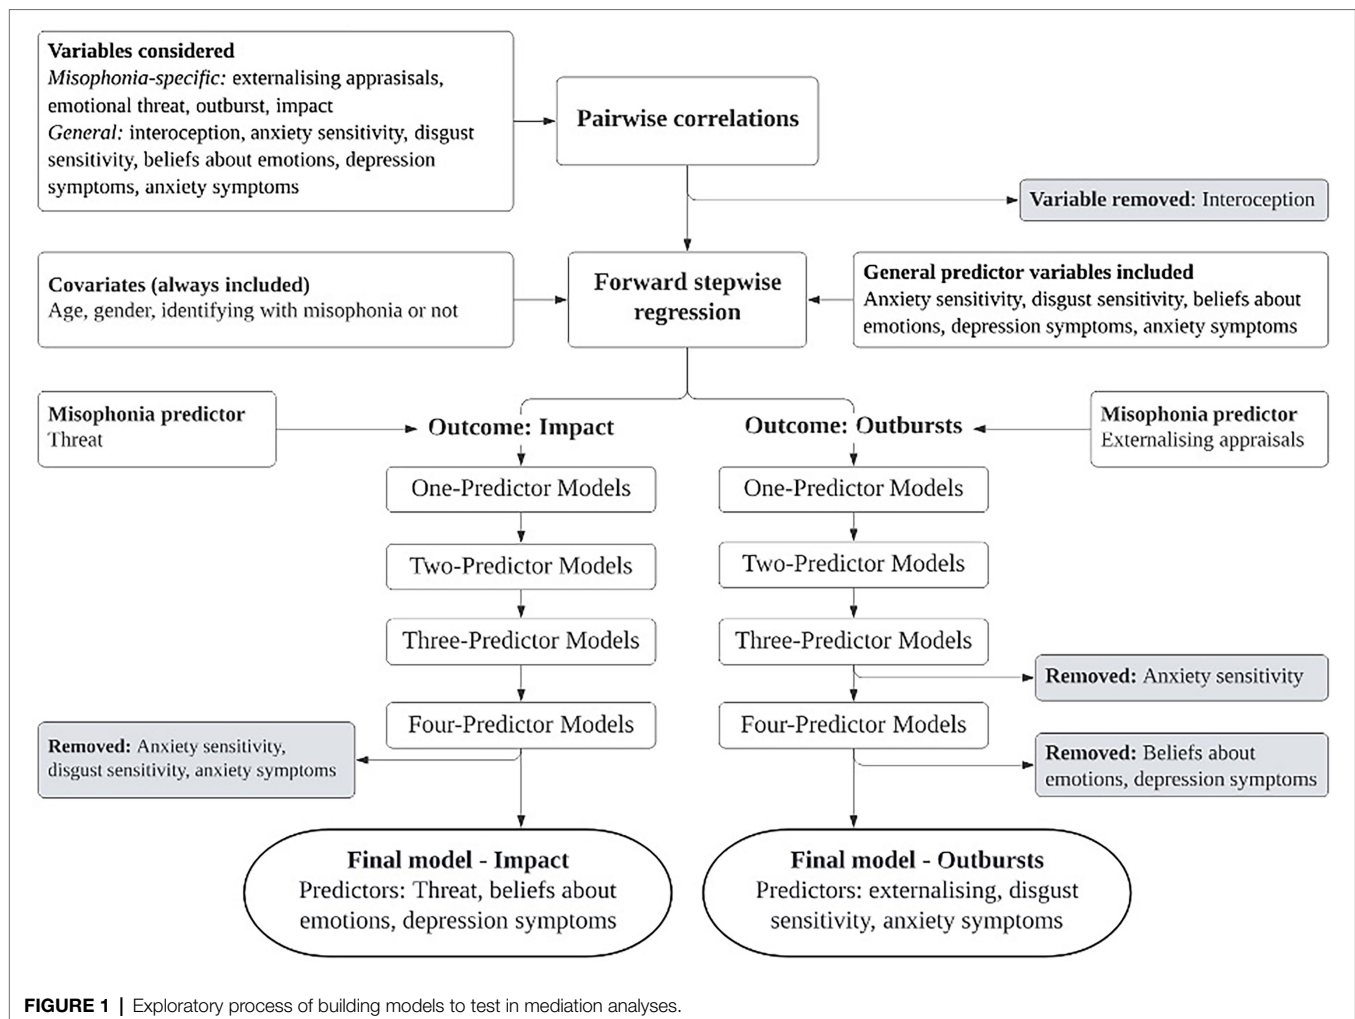 Variables considered
Misophonia-specific: externalising apprasisals,
emotional threat, outburst, impact
General: interoception, anxiety sensitivity, disgust
sensitivity, beliefs about emotions, depression
symptoms, anxiety symptoms
Pairwise correlations
Variable removed: Interoception
Covariates (always included)
Age, gender, identifying with misophonia or not
Forward stepwise
regression
General predictor variables included
Anxiety sensitivity, disgust sensitivity, beliefs about
emotions, depression symptoms, anxiety symptoms
Misophonia predictor
Threat
Outcome: Impact
Outcome: Outbursts
Misophonia predictor
Externalising appraisals
One-Predictor Models
One-Predictor Models
Two-Predictor Models
Two-Predictor Models
Three-Predictor Models
Three-Predictor Models
Removed: Anxiety sensitivity
Four-Predictor Models
Four-Predictor Models
Removed: Anxiety sensitivity,
disgust sensitivity, anxiety symptoms
Removed: Beliefs about
emotions, depression symptoms
Final model - Impact
Predictors: Threat, beliefs about
emotions, depression symptoms
Final model - Outbursts
Predictors: externalising, disgust
sensitivity, anxiety symptoms
FIGURE 1 | Exploratory process of building models to test in mediation analyses.